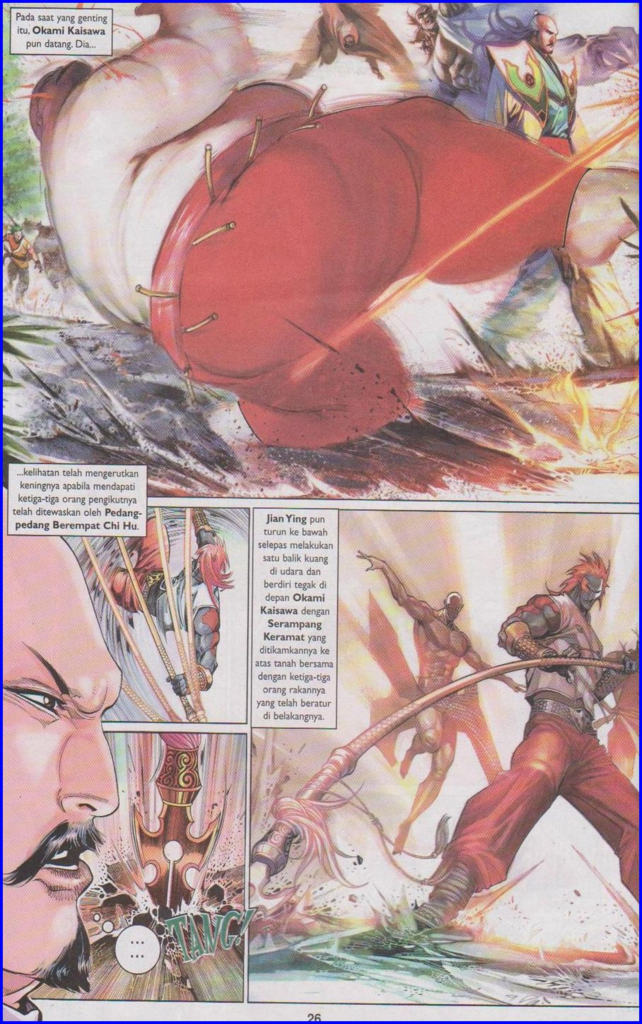 Pada saat yang genting
itu, Okami Kaisawa
pun datang. Dia...
...kelihatan telah mengerutkan
keningnya apabila mendapati
ketiga-tiga orang pengikutnya
telah ditewaskan oleh Pedang-
pedang Berempat Chi Hu.
Jian Ying pun
turun ke bawah
selepas melakukan
satu balik kuang
di udara dan
berdiri tegak di
depan Okami
Kaisawa dengan
Serampang
Keramat yang
ditikamkannya ke
atas tanah bersama
dengan ketiga-tiga
orang rakannya
yang telah beratur
di belakangnya.
...
...
TANG!
26